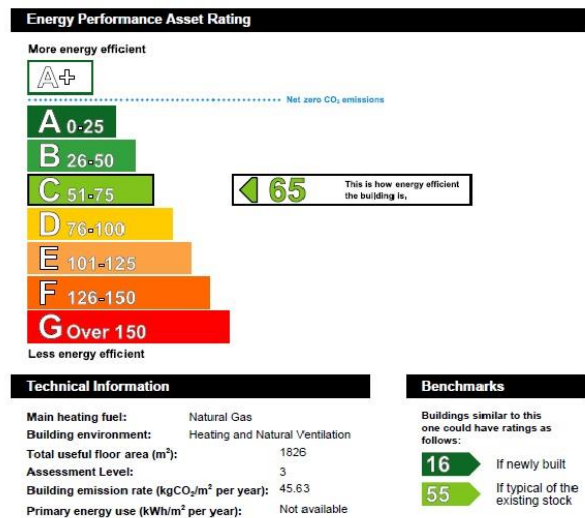 Energy Performance Asset Rating
More energy efficient
A+
Net zero CO₂ emissions
A 0-25
B 26-50
C 51-75
65
This is how energy efficient
the building is.
D 76-100
E 101-125
F 126-150
G Over 150
Less energy efficient
Technical Information
Main heating fuel: Natural Gas
Building environment: Heating and Natural Ventilation
Total useful floor area (m²): 1826
Assessment Level: 3
Building emission rate (kgCO₂/m² per year): 45.63
Primary energy use (kWh/m² per year): Not available
Benchmarks
Buildings similar to this
one could have ratings as
follows:
16 If newly built
55 If typical of the
existing stock